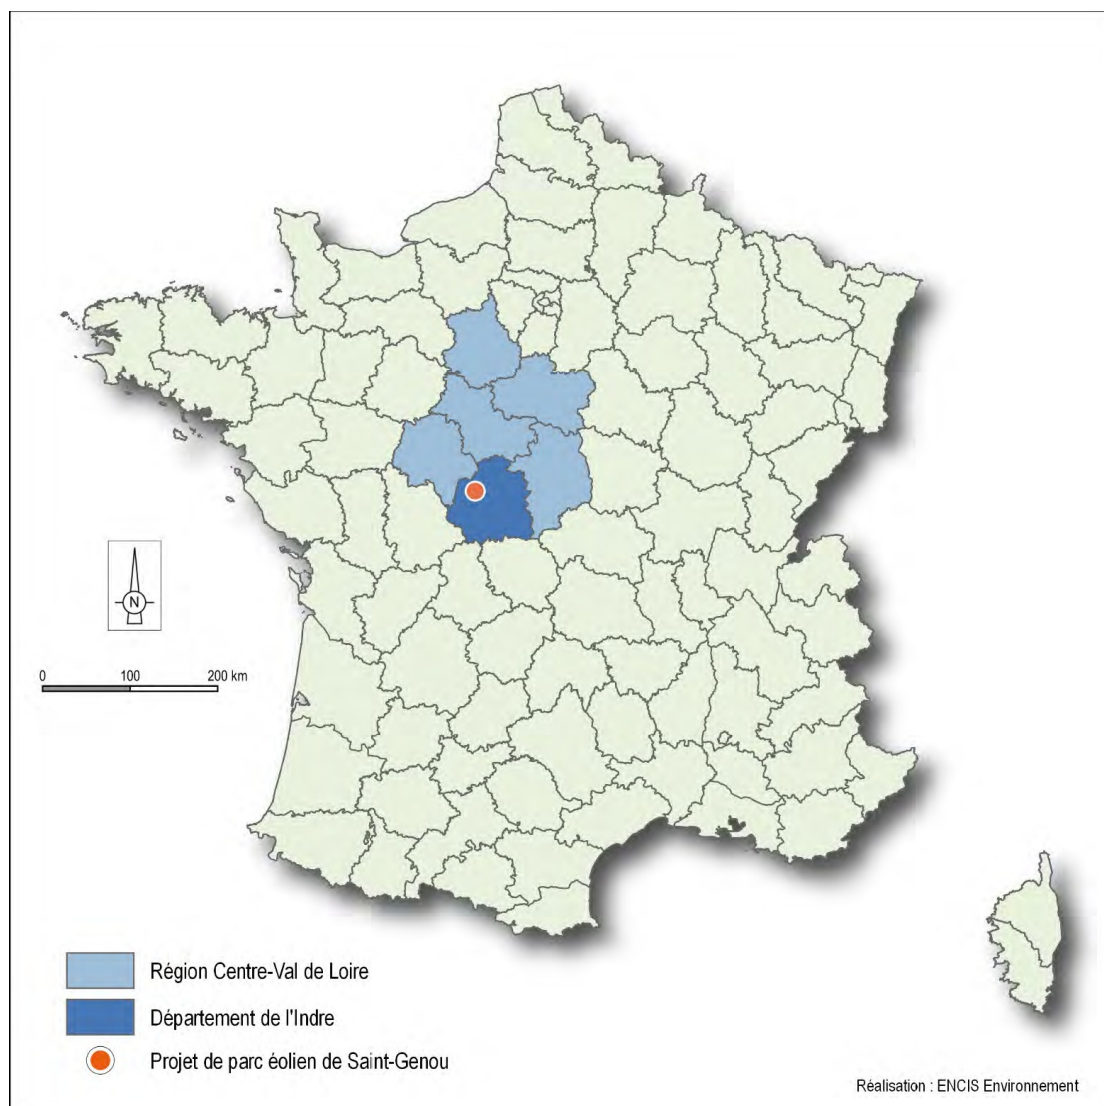 N
0 100 200 km
Région Centre-Val de Loire
Département de l'Indre
Projet de parc éolien de Saint-Genou
Réalisation : ENCIS Environnement